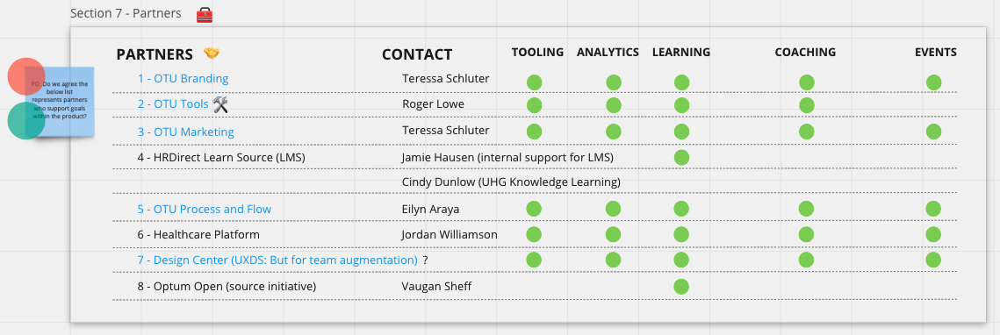 Section 7 - Partners
PARTNERS CONTACT TOOLING ANALYTICS LEARNING COACHING EVENTS
1 - OTU Branding Teressa Schluter
2 - OTU Tools Roger Lowe
3 - OTU Marketing Teressa Schluter
4 - HRDirect Learn Source (LMS) Jamie Hausen (internal support for LMS)
Cindy Dunlow (UHG Knowledge Learning)
5 - OTU Process and Flow Eilyn Araya
6 - Healthcare Platform Jordan Williamson
7 - Design Center (UXDS: But for team augmentation) ?
8 - Optum Open (source initiative) Vaugan Sheff
PO: Do we agree the
below list
represents partners
who support goals
within the product?